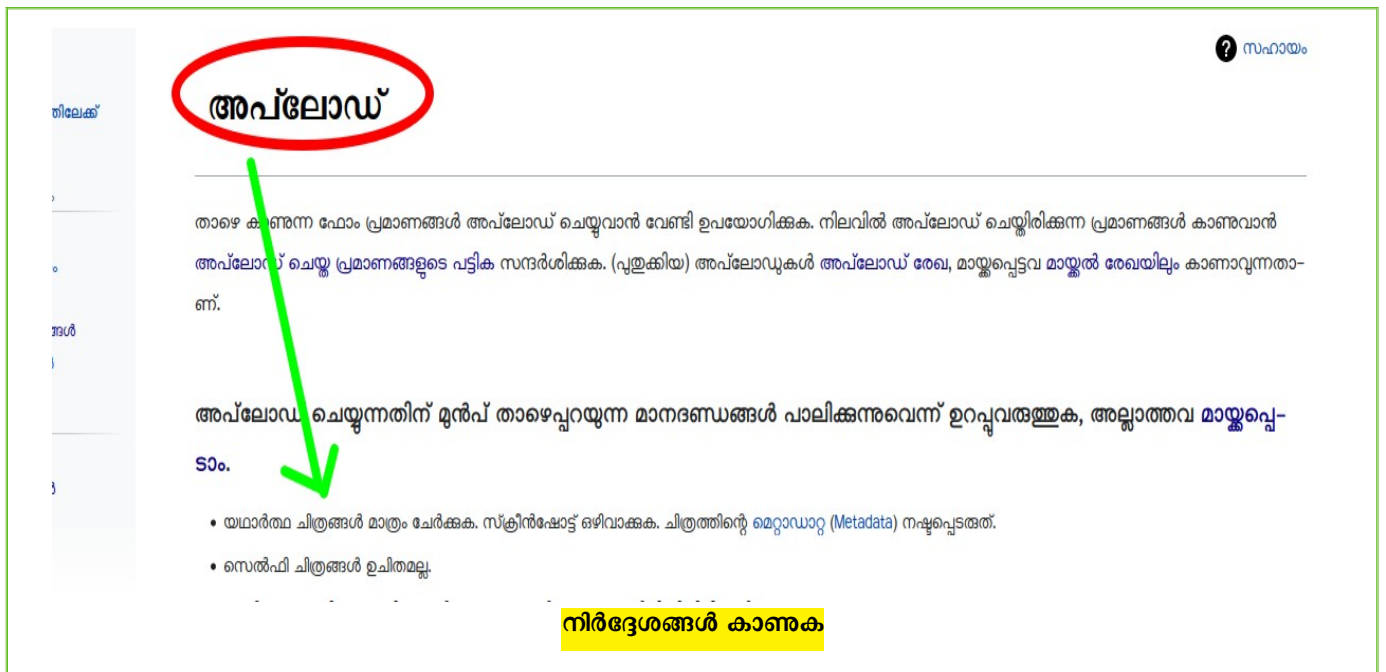 സഹായം
തിലേക്ക്
അപ്‌ലോഡ്
താഴെ കാണുന്ന ഫോം പ്രമാണങ്ങൾ അപ്‌ലോഡ് ചെയ്യുവാൻ വേണ്ടി ഉപയോഗിക്കുക. നിലവിൽ അപ്‌ലോഡ് ചെയ്തിരിക്കുന്ന പ്രമാണങ്ങൾ കാണുവാൻ
അപ്‌ലോഡ് ചെയ്ത പ്രമാണങ്ങളുടെ പട്ടിക സന്ദർശിക്കുക. (പുതുക്കിയ) അപ്‌ലോഡുകൾ അപ്‌ലോഡ് രേഖ, മായ്ക്കപ്പെട്ടവ മായ്ക്കൽ രേഖയിലും കാണാവുന്നതാ-
ണ്.
ങ്ങൾ
അപ്‌ലോഡ് ചെയ്യുന്നതിന് മുൻപ് താഴെപ്പറയുന്ന മാനദണ്ഡങ്ങൾ പാലിക്കുന്നുവെന്ന് ഉറപ്പുവരുത്തുക, അല്ലാത്തവ മായ്ക്കപ്പെ-
ടാം.
• യഥാർത്ഥ ചിത്രങ്ങൾ മാത്രം ചേർക്കുക. സ്ക്രീൻഷോട്ട് ഒഴിവാക്കുക. ചിത്രത്തിന്റെ മെറ്റാഡാറ്റ (Metadata) നഷ്ടപ്പെടരുത്.
• സെൽഫി ചിത്രങ്ങൾ ഉചിതമല്ല.
നിർദ്ദേശങ്ങൾ കാണുക